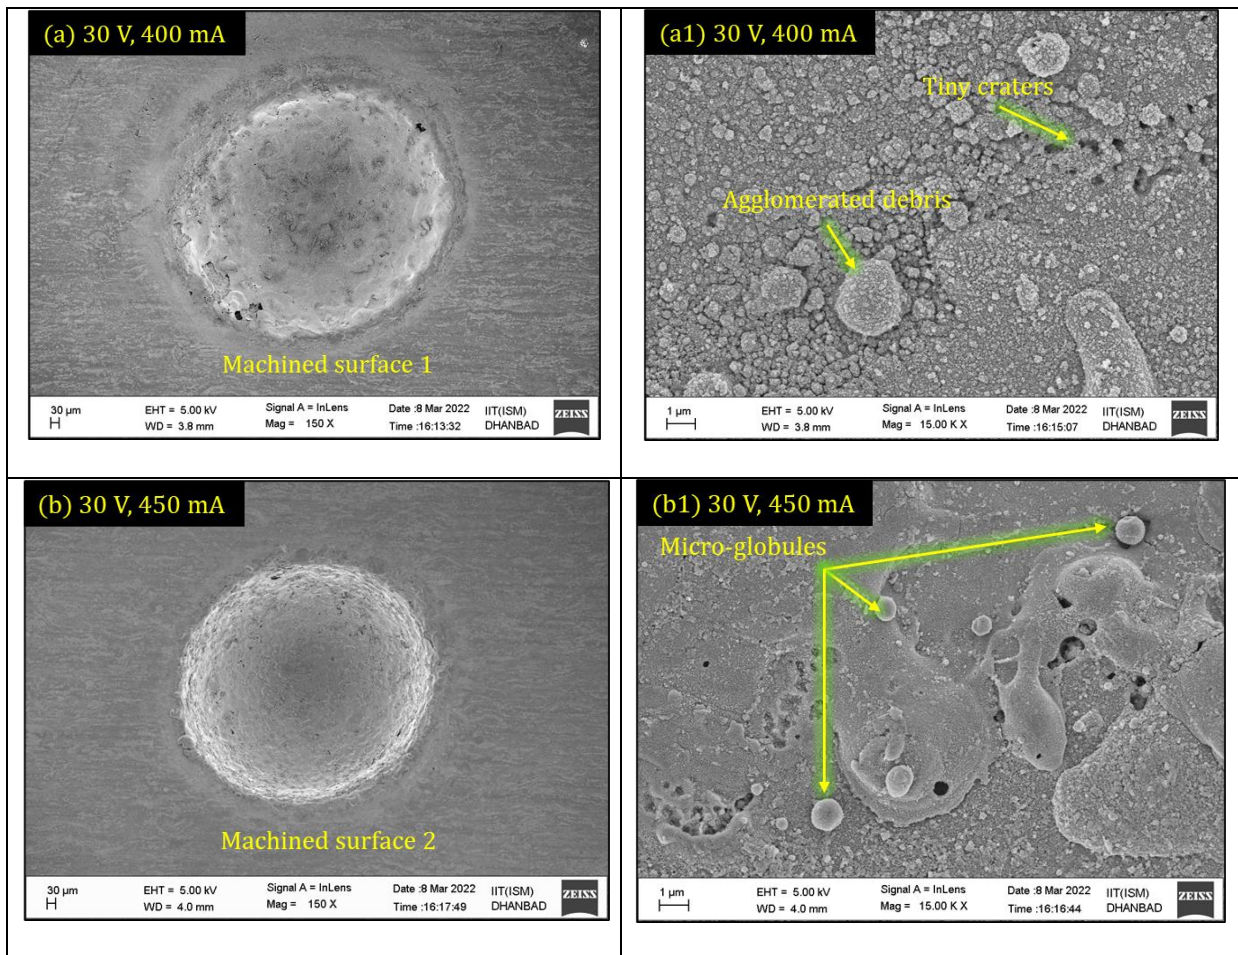 (a) 30 V, 400 mA
Machined surface 1
30 µm
EHT = 5.00 kV
WD = 3.8 mm
Signal A = InLens
Mag = 150 X
Date :8 Mar 2022
Time :16:13:32
IIT(ISM)
DHANBAD
ZEISS
(a1) 30 V, 400 mA
Tiny craters
Agglomerated debris
1 µm
EHT = 5.00 kV
WD = 3.8 mm
Signal A = InLens
Mag = 15.00 K X
Date :8 Mar 2022
Time :16:15:07
IIT(ISM)
DHANBAD
ZEISS
(b) 30 V, 450 mA
Machined surface 2
30 µm
EHT = 5.00 kV
WD = 4.0 mm
Signal A = InLens
Mag = 150 X
Date :8 Mar 2022
Time :16:17:49
IIT(ISM)
DHANBAD
ZEISS
(b1) 30 V, 450 mA
Micro-globules
1 µm
EHT = 5.00 kV
WD = 4.0 mm
Signal A = InLens
Mag = 15.00 K X
Date :8 Mar 2022
Time :16:16:44
IIT(ISM)
DHANBAD
ZEISS